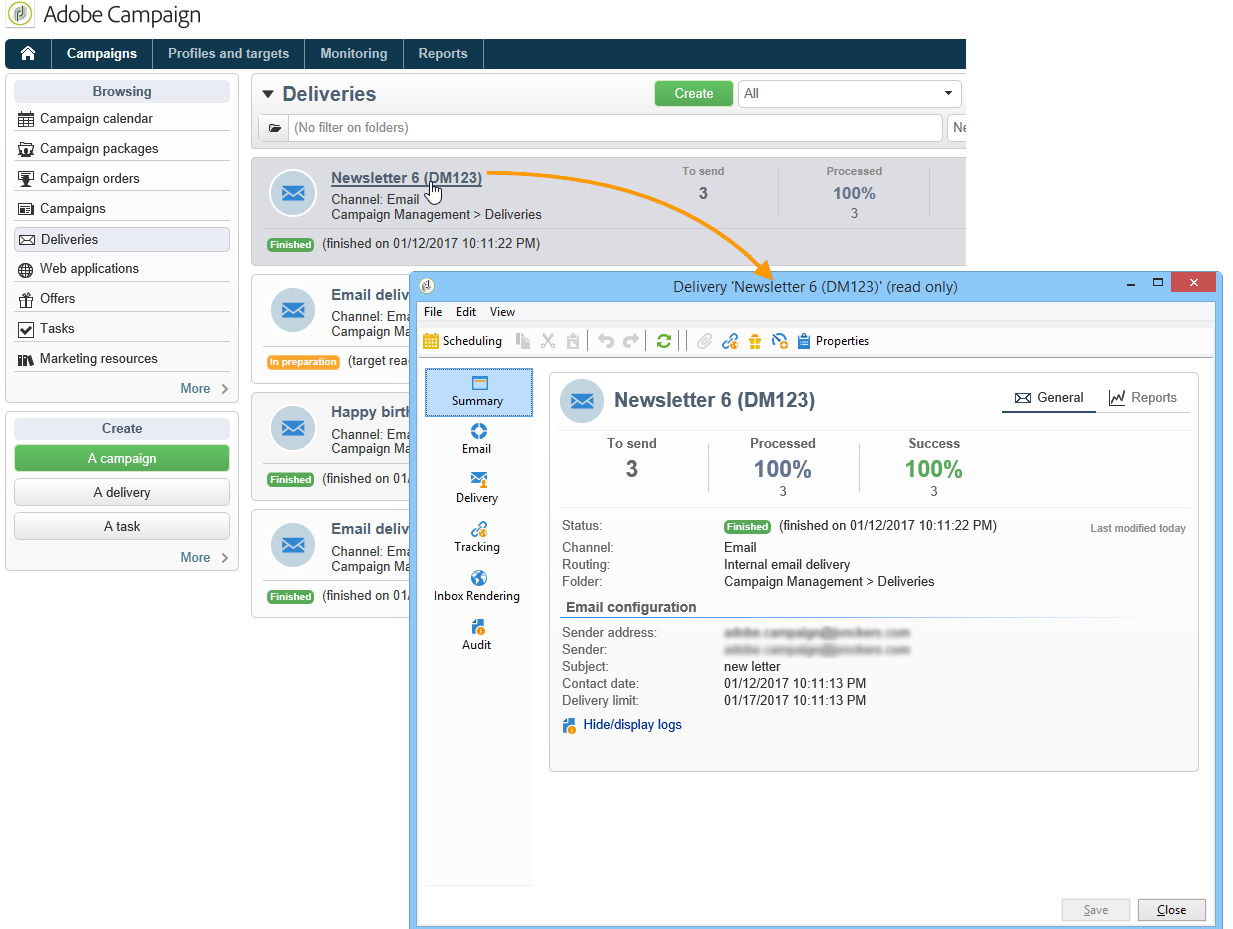 Adobe Campaign
Campaigns
Profiles and targets
Monitoring
Reports
Browsing
Campaign calendar
Campaign packages
Campaign orders
Campaigns
Deliveries
Web applications
Offers
Tasks
Marketing resources
More
Create
A campaign
A delivery
A task
More
Deliveries
Create
All
(No filter on folders)
Ne
Newsletter 6 (DM123)
Channel: Email
Campaign Management > Deliveries
To send
3
Processed
100%
3
Finished (finished on 01/12/2017 10:11:22 PM)
Email deliv
Channel: Ema
Campaign Ma
In preparation (target rea
Happy birth
Channel: Ema
Campaign Ma
Finished (finished on 01/
Email deliv
Channel: Ema
Campaign Ma
Finished (finished on 01/
Delivery 'Newsletter 6 (DM123)' (read only)
File Edit View
Scheduling
Properties
Summary
Email
Delivery
Tracking
Inbox Rendering
Audit
Newsletter 6 (DM123)
General
Reports
To send
3
Processed
100%
3
Success
100%
3
Status: Finished (finished on 01/12/2017 10:11:22 PM)
Last modified today
Channel: Email
Routing: Internal email delivery
Folder: Campaign Management > Deliveries
Email configuration
Sender address:
Sender:
Subject: new letter
Contact date: 01/12/2017 10:11:13 PM
Delivery limit: 01/17/2017 10:11:13 PM
Hide/display logs
Save
Close